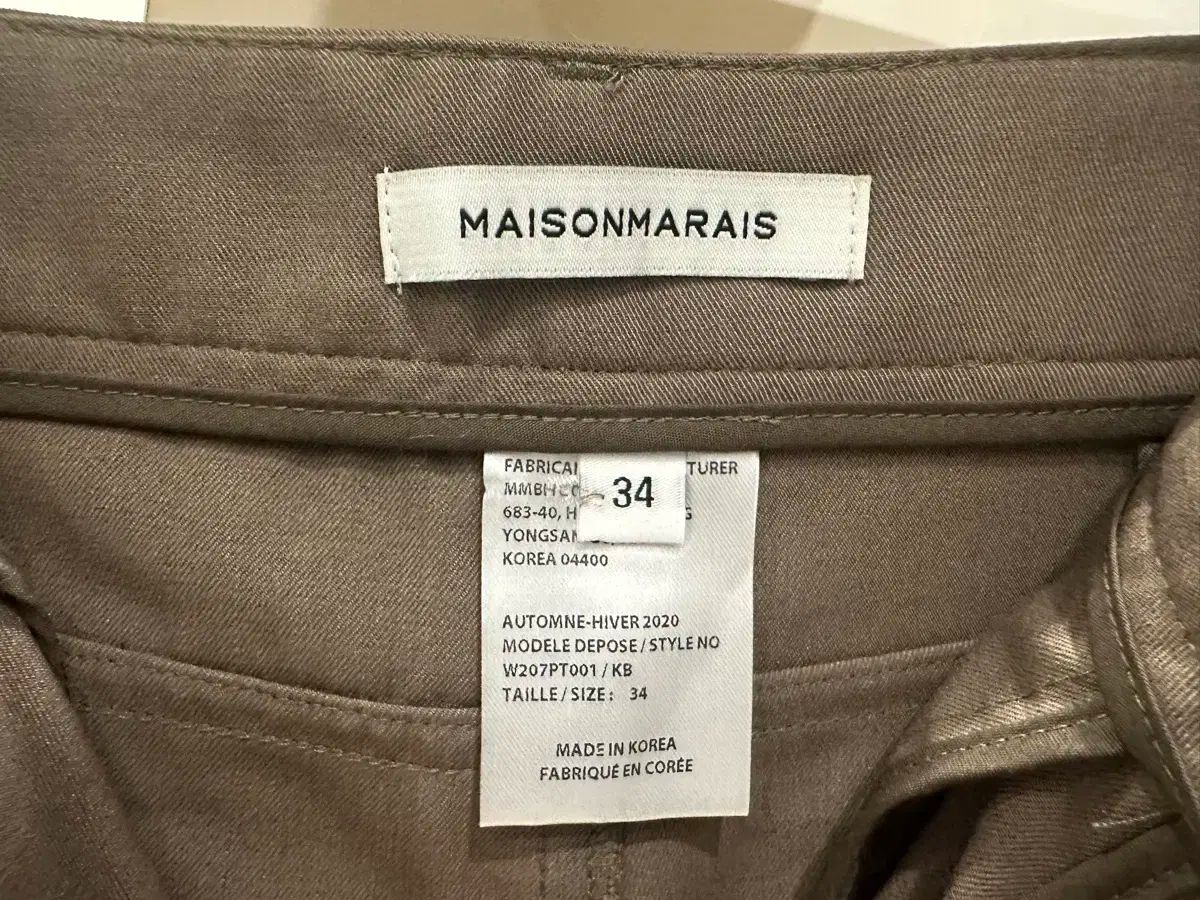 MAISONMARAIS
34
TURER
683-40, H
KOREA 04400
AUTOMNE-HIVER 2020
MODELE DEPOSE / STYLE NO
W207PT001 / KB
TAILLE / SIZE : 34
MADE IN KOREA
FABRIQUÉ EN CORÉE